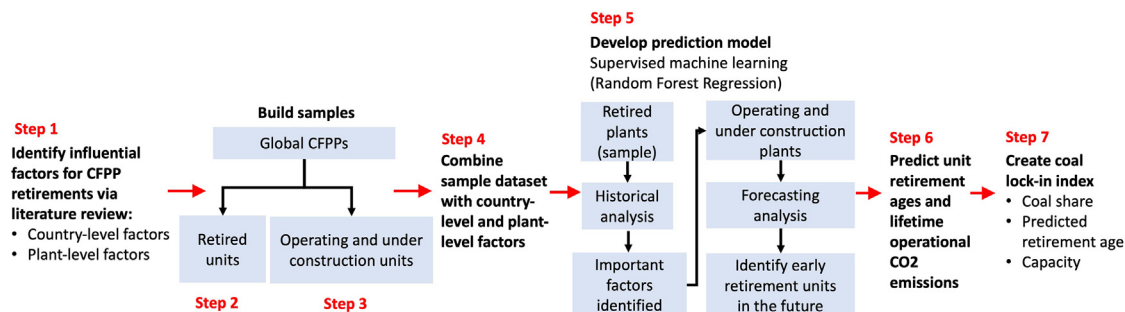 Step 1
Identify influential
factors for CFPP
retirements via
literature review:
• Country-level factors
• Plant-level factors
Build samples
Global CFPPs
Retired
units
Operating and under
construction units
Step 2
Step 3
Step 4
Combine
sample dataset
with country-
level and plant-
level factors
Step 5
Develop prediction model
Supervised machine learning
(Random Forest Regression)
Retired
plants
(sample)
Historical
analysis
Important
factors
identified
Operating and
under construction
plants
Forecasting
analysis
Identify early
retirement units
in the future
Step 6
Predict unit
retirement
ages and
lifetime
operational
CO2
emissions
Step 7
Create coal
lock-in index
• Coal share
• Predicted
retirement age
• Capacity